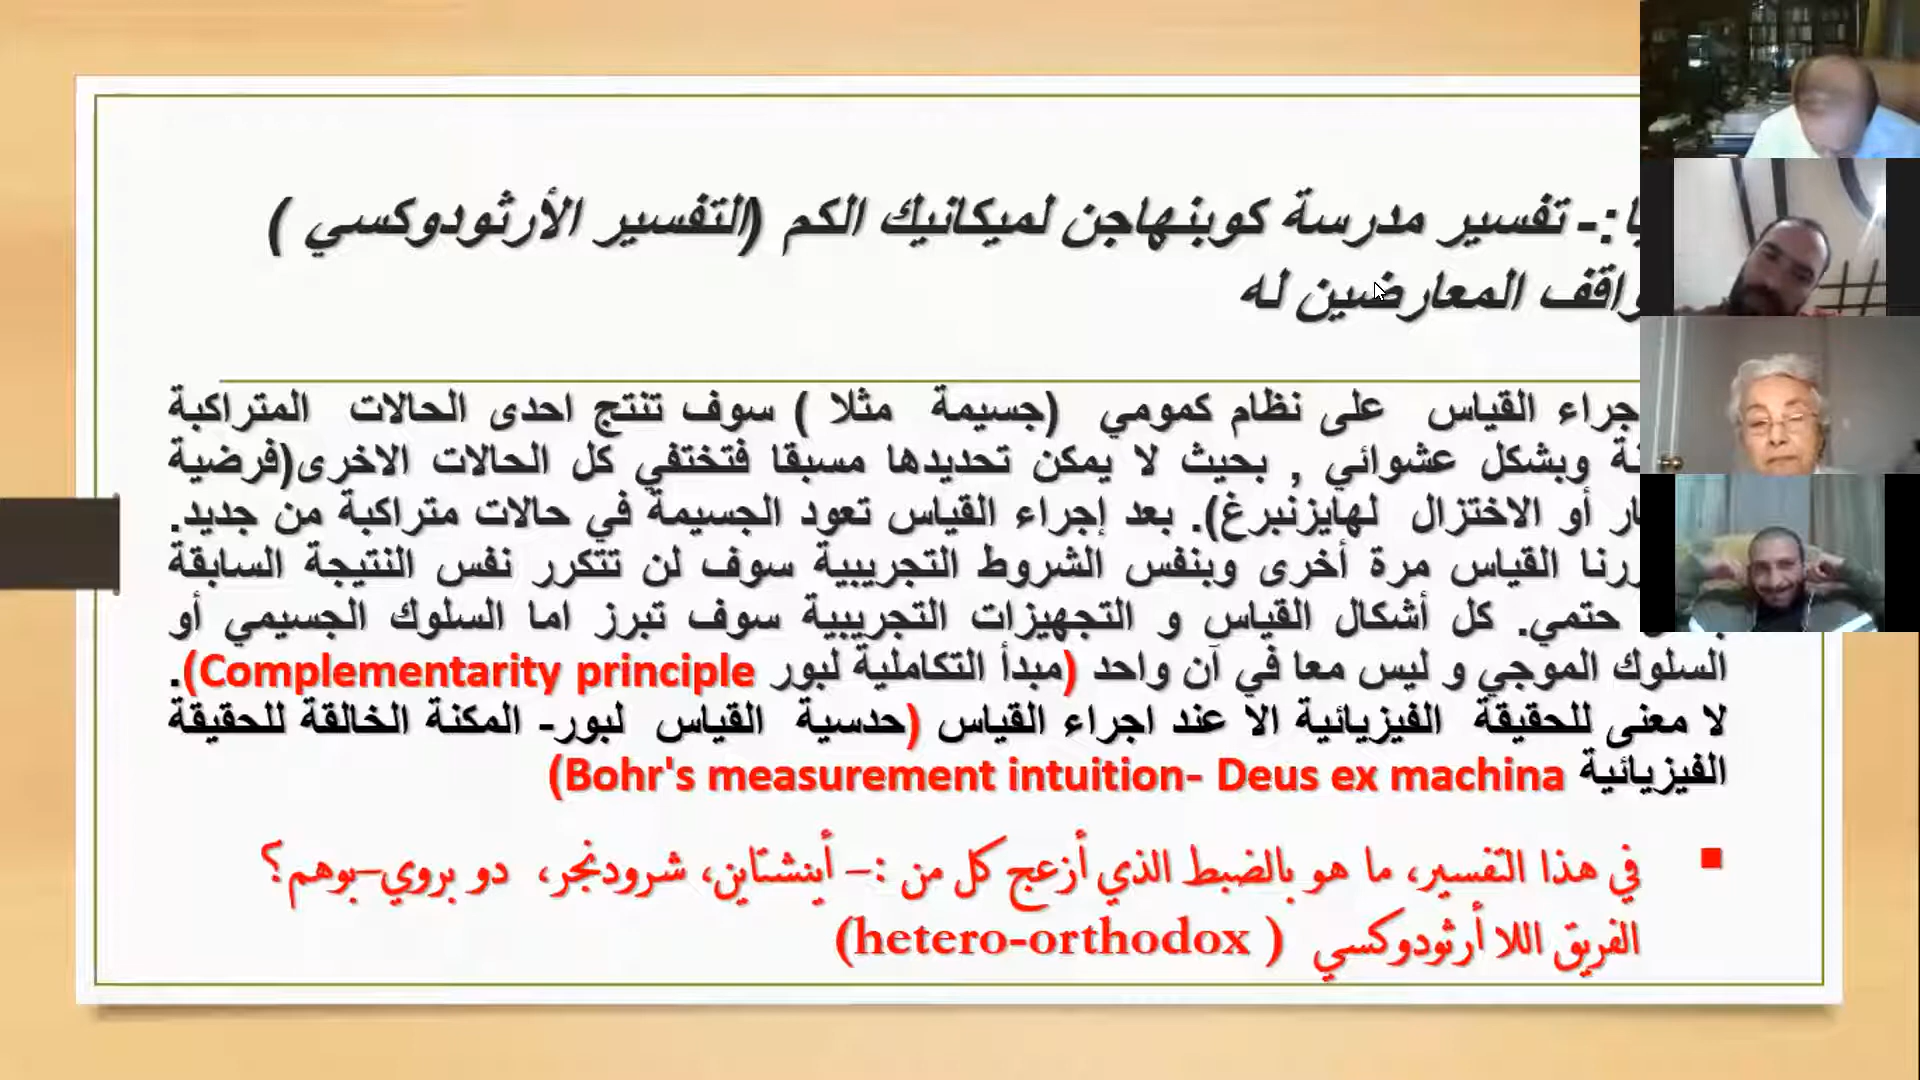 :- تفسير مدرسة كوبنهاجن لميكانيك الكم (التفسير الأرثودوكسي )
المعارضين له
القياس على نظام كمومي (جسيمة مثلا ) سوف تنتج احدى الحالات المتراكبة
وبشكل عشوائي , بحيث لا يمكن تحديدها مسبقا فتختفي كل الحالات الاخرى(فرضية
أو الاختزال لهايزنبرغ). بعد إجراء القياس تعود الجسيمة في حالات متراكبة من جديد.
القياس مرة أخرى وبنفس الشروط التجريبية سوف لن تتكرر نفس النتيجة السابقة
حتمي. كل أشكال القياس و التجهيزات التجريبية سوف تبرز اما السلوك الجسيمي أو
السلوك الموجي و ليس معا في آن واحد (مبدأ التكاملية لبور Complementarity principle).
لا معنى للحقيقة الفيزيائية الا عند اجراء القياس (حدسية القياس لبور- المكنة الخالقة للحقيقة
الفيزيائية Bohr's measurement intuition- Deus ex machina)
▪ في هذا التفسير، ما هو بالضبط الذي أزعج كل من :– أينشتاين، شرودنجر، دو بروي–بوهم؟
الفريق اللا أرثودوكسي ( hetero-orthodox)